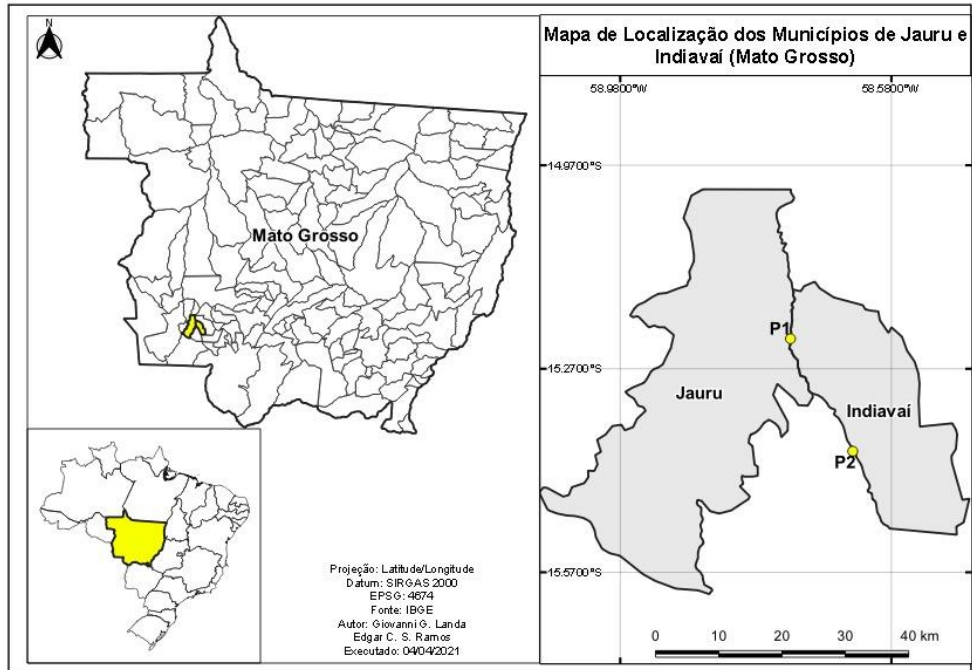 N
Mato Grosso
Projeção: Latitude/Longitude
Datum: SIRGAS 2000
EPSG: 4674
Fonte: IBGE
Autor: Giovanni G. Landa
Edgar C. S. Ramos
Executado: 04/04/2021
Mapa de Localização dos Municípios de Jauru e
Indiavaí (Mato Grosso)
58.9800°W
58.5800°W
14.9700°S
P1
15.2700°S
Jauru
Indiavaí
P2
15.5700°S
0 10 20 30 40 km